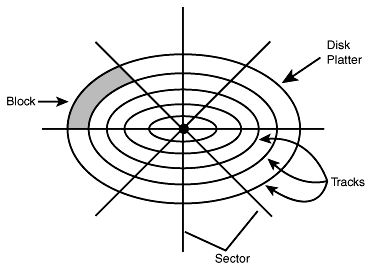 Disk
Platter
Block
Tracks
Sector